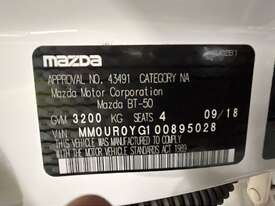 mazda
APPROVAL NO. 43491 CATEGORY NA
Mazda Motor Corporation
Mazda BT-50
GVM 3200 KG SEATS 4 09/18
VIN MM0UR0YG100895028
THIS VEHICLE WAS MANUFACTURED TO COMPLY
WITH THE MOTOR VEHICLE STANDARDS ACT
1989